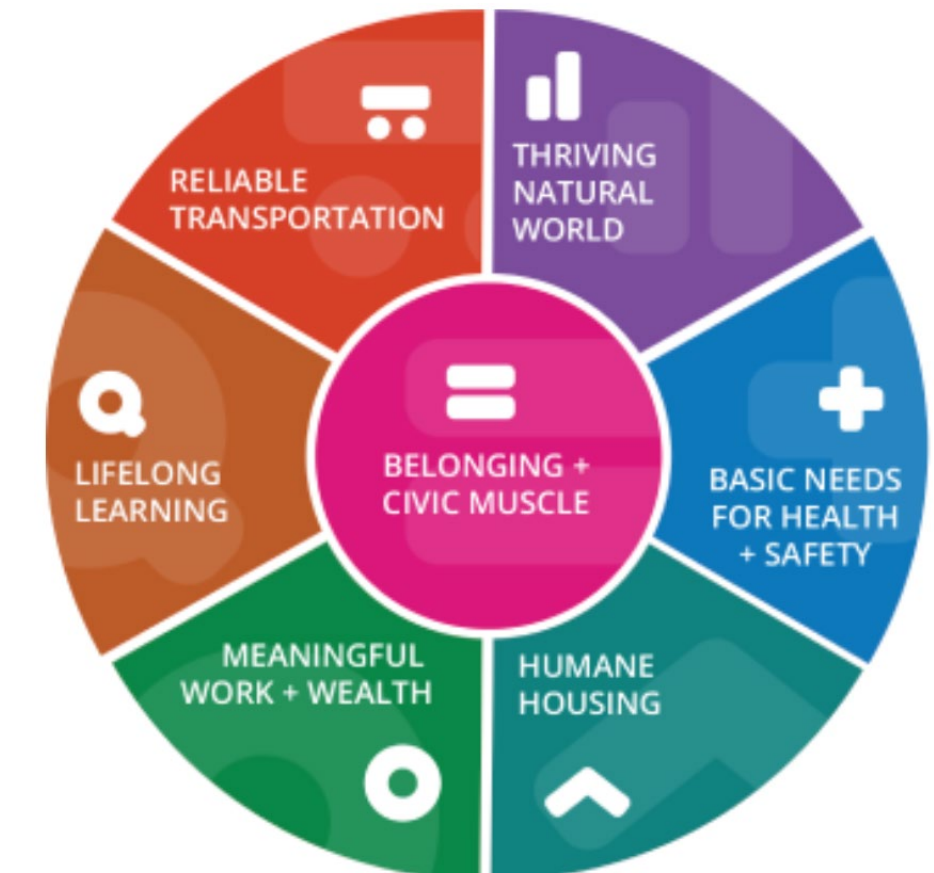 RELIABLE
TRANSPORTATION
THRIVING
NATURAL
WORLD
LIFELONG
LEARNING
BELONGING +
CIVIC MUSCLE
BASIC NEEDS
FOR HEALTH
+ SAFETY
MEANINGFUL
WORK + WEALTH
HUMANE
HOUSING